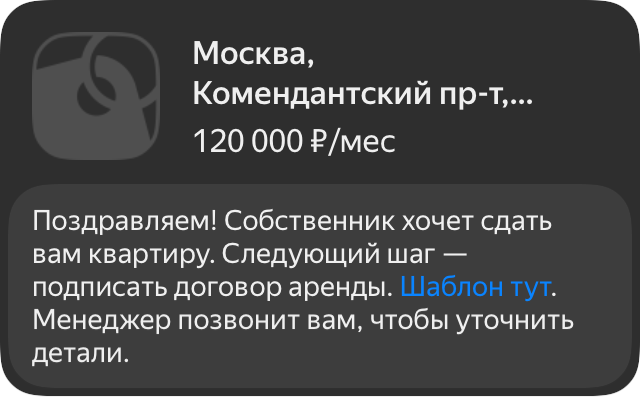 Москва,
Комендантский пр-т,...
120 000 ₽/мес
Поздравляем! Собственник хочет сдать
вам квартиру. Следующий шаг —
подписать договор аренды. Шаблон тут.
Менеджер позвонит вам, чтобы уточнить
детали.